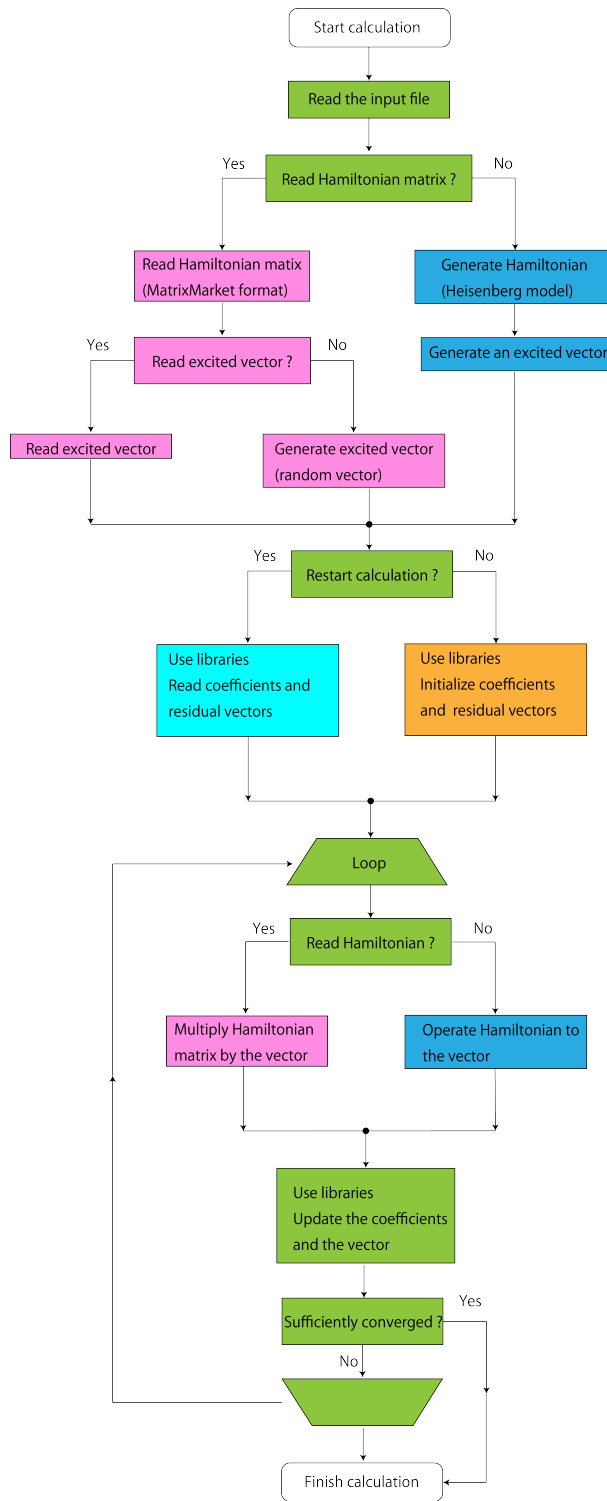 Start calculation
Read the input file
Yes
No
Read Hamiltonian matrix ?
Read Hamiltonian matix
(MatrixMarket format)
Generate Hamiltonian
(Heisenberg model)
Yes
No
Read excited vector ?
Generate an excited vector
Read excited vector
Generate excited vector
(random vector)
Yes
No
Restart calculation ?
Use libraries
Read coefficients and
residual vectors
Use libraries
Initialize coefficients
and residual vectors
Loop
Yes
No
Read Hamiltonian ?
Multiply Hamiltonian
matrix by the vector
Operate Hamiltonian to
the vector
Use libraries
Update the coefficients
and the vector
Yes
Sufficiently converged ?
No
Finish calculation